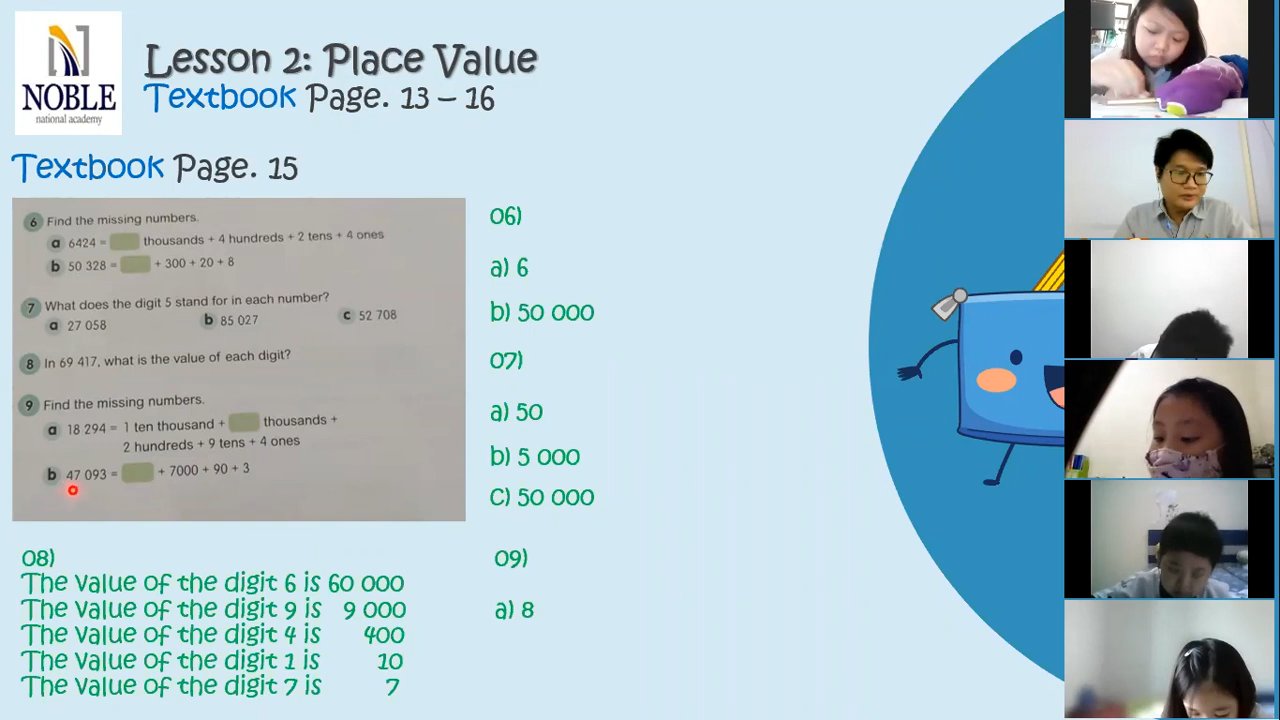 NOBLE
national academy
Lesson 2: Place Value
Textbook Page. 13 – 16
Textbook Page. 15
6 Find the missing numbers.
a 6424 = thousands + 4 hundreds + 2 tens + 4 ones
b 50 328 = + 300 + 20 + 8
7 What does the digit 5 stand for in each number?
a 27 058 b 85 027 c 52 708
8 In 69 417, what is the value of each digit?
9 Find the missing numbers.
a 18 294 = 1 ten thousand + thousands +
2 hundreds + 9 tens + 4 ones
b 47 093 = + 7000 + 90 + 3
06)
a) 6
b) 50 000
07)
a) 50
b) 5 000
C) 50 000
08)
The value of the digit 6 is 60 000
The value of the digit 9 is 9 000
The value of the digit 4 is 400
The value of the digit 1 is 10
The value of the digit 7 is 7
09)
a) 8